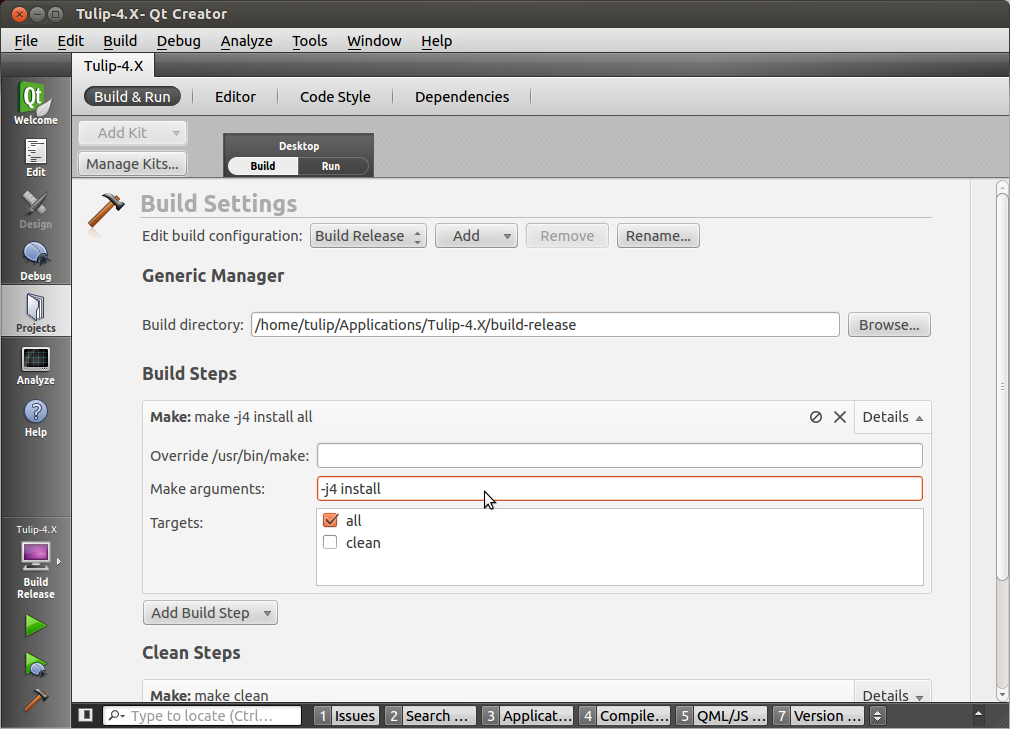 Tulip-4.X- Qt Creator
File Edit Build Debug Analyze Tools Window Help
Tulip-4.X
Build & Run Editor Code Style Dependencies
Add Kit
Manage Kits...
Desktop
Build Run
Qt
Welcome
Edit
Design
Debug
Projects
Analyze
Help
Tulip-4.X
Build
Release
Build Settings
Edit build configuration: Build Release Add Remove Rename...
Generic Manager
Build directory: /home/tulip/Applications/Tulip-4.X/build-release Browse...
Build Steps
Make: make -j4 install all Details
Override /usr/bin/make:
Make arguments: -j4 install
Targets: all
clean
Add Build Step
Clean Steps
Make: make clean Details
Type to locate (Ctrl... 1 Issues 2 Search ... 3 Applicat... 4 Compile... 5 QML/JS ... 7 Version ...